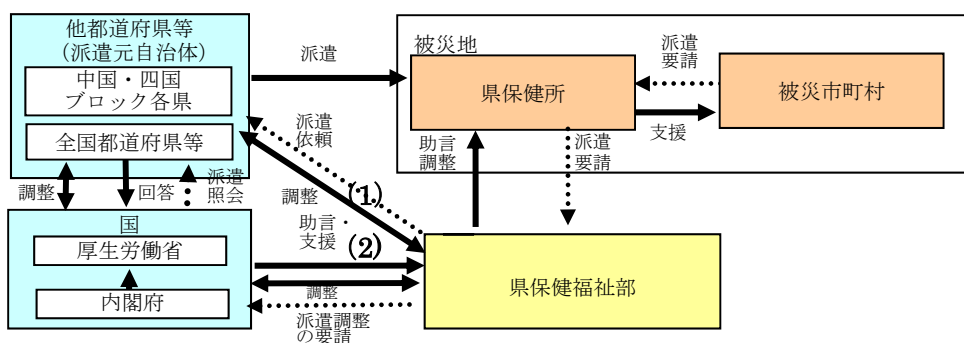 他都道府県等
（派遣元自治体）
中国・四国
ブロック各県
全国都道府県等
派遣
被災地
県保健所
派遣
要請
被災市町村
支援
派遣
依頼
助言
調整
派遣
要請
調整
回答
派遣
照会
調整
(1)
助言・
支援
(2)
国
厚生労働省
内閣府
調整
派遣調整
の要請
県保健福祉部